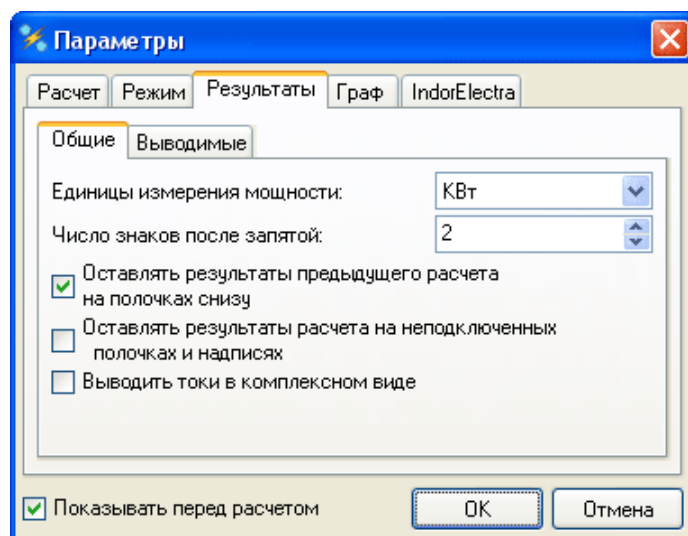 Параметры
Расчет Режим Результаты Граф IndorElectra
Общие Выводимые
Единицы измерения мощности: КВт
Число знаков после запятой: 2
Оставлять результаты предыдущего расчета
на полочках снизу
Оставлять результаты расчета на неподключенных
полочках и надписях
Выводить токи в комплексном виде
Показывать перед расчетом OK Отмена